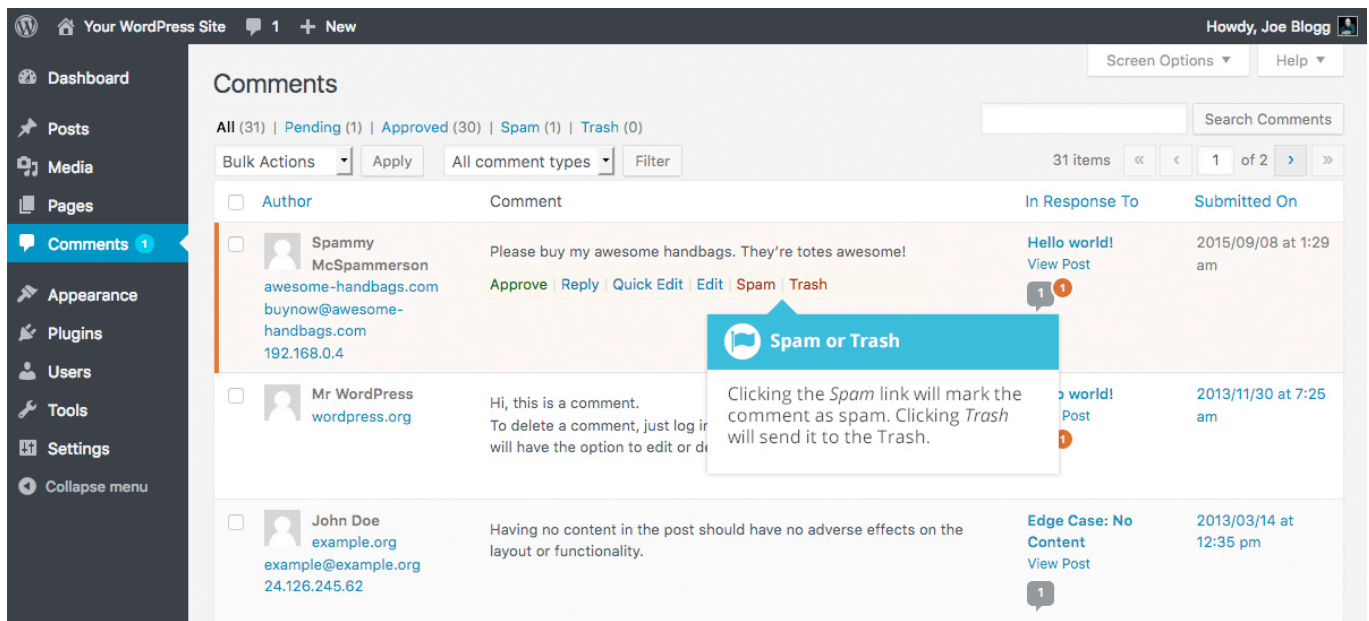 Your WordPress Site 1 + New Howdy, Joe Blogg
Screen Options ▼ Help ▼
Dashboard
Posts
Media
Pages
Comments 1
Appearance
Plugins
Users
Tools
Settings
Collapse menu
Comments
All (31) | Pending (1) | Approved (30) | Spam (1) | Trash (0)
Search Comments
Bulk Actions Apply All comment types Filter
31 items « ‹ 1 of 2 › »
Author Comment In Response To Submitted On
Spammy
McSpammerson
awesome-handbags.com
buynow@awesome-
handbags.com
192.168.0.4
Please buy my awesome handbags. They're totes awesome!
Approve | Reply | Quick Edit | Edit | Spam | Trash
Hello world!
View Post
1 1
2015/09/08 at 1:29
am
Spam or Trash
Clicking the Spam link will mark the
comment as spam. Clicking Trash
will send it to the Trash.
Mr WordPress
wordpress.org
Hi, this is a comment.
To delete a comment, just log in
will have the option to edit or
world!
Post
1
2013/11/30 at 7:25
am
John Doe
example.org
example@example.org
24.126.245.62
Having no content in the post should have no adverse effects on the
layout or functionality.
Edge Case: No
Content
View Post
1
2013/03/14 at
12:35 pm